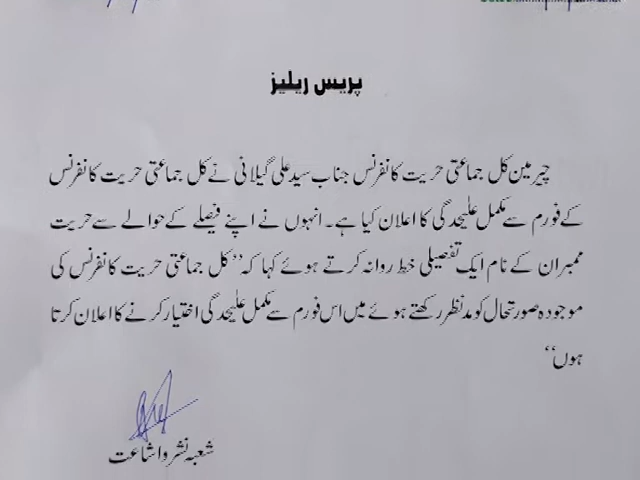 پریس ریلیز
چیرمین کل جماعتی حریت کانفرنس جناب سید علی گیلانی نے کل جماعتی حریت کانفرنس
کے فورم سے مکمل علیحدگی کا اعلان کیا ہے۔ انہوں نے اپنے فیصلے کے حوالے سے حریت
ممبران کے نام ایک تفصیلی خط روانہ کرتے ہوئے کہا کہ ”کل جماعتی حریت کانفرنس کی
موجودہ صورتحال کو مدنظر رکھتے ہوئے میں اس فورم سے مکمل علیحدگی اختیار کرنے کا اعلان کرتا
ہوں“
شعبہ نشر و اشاعت